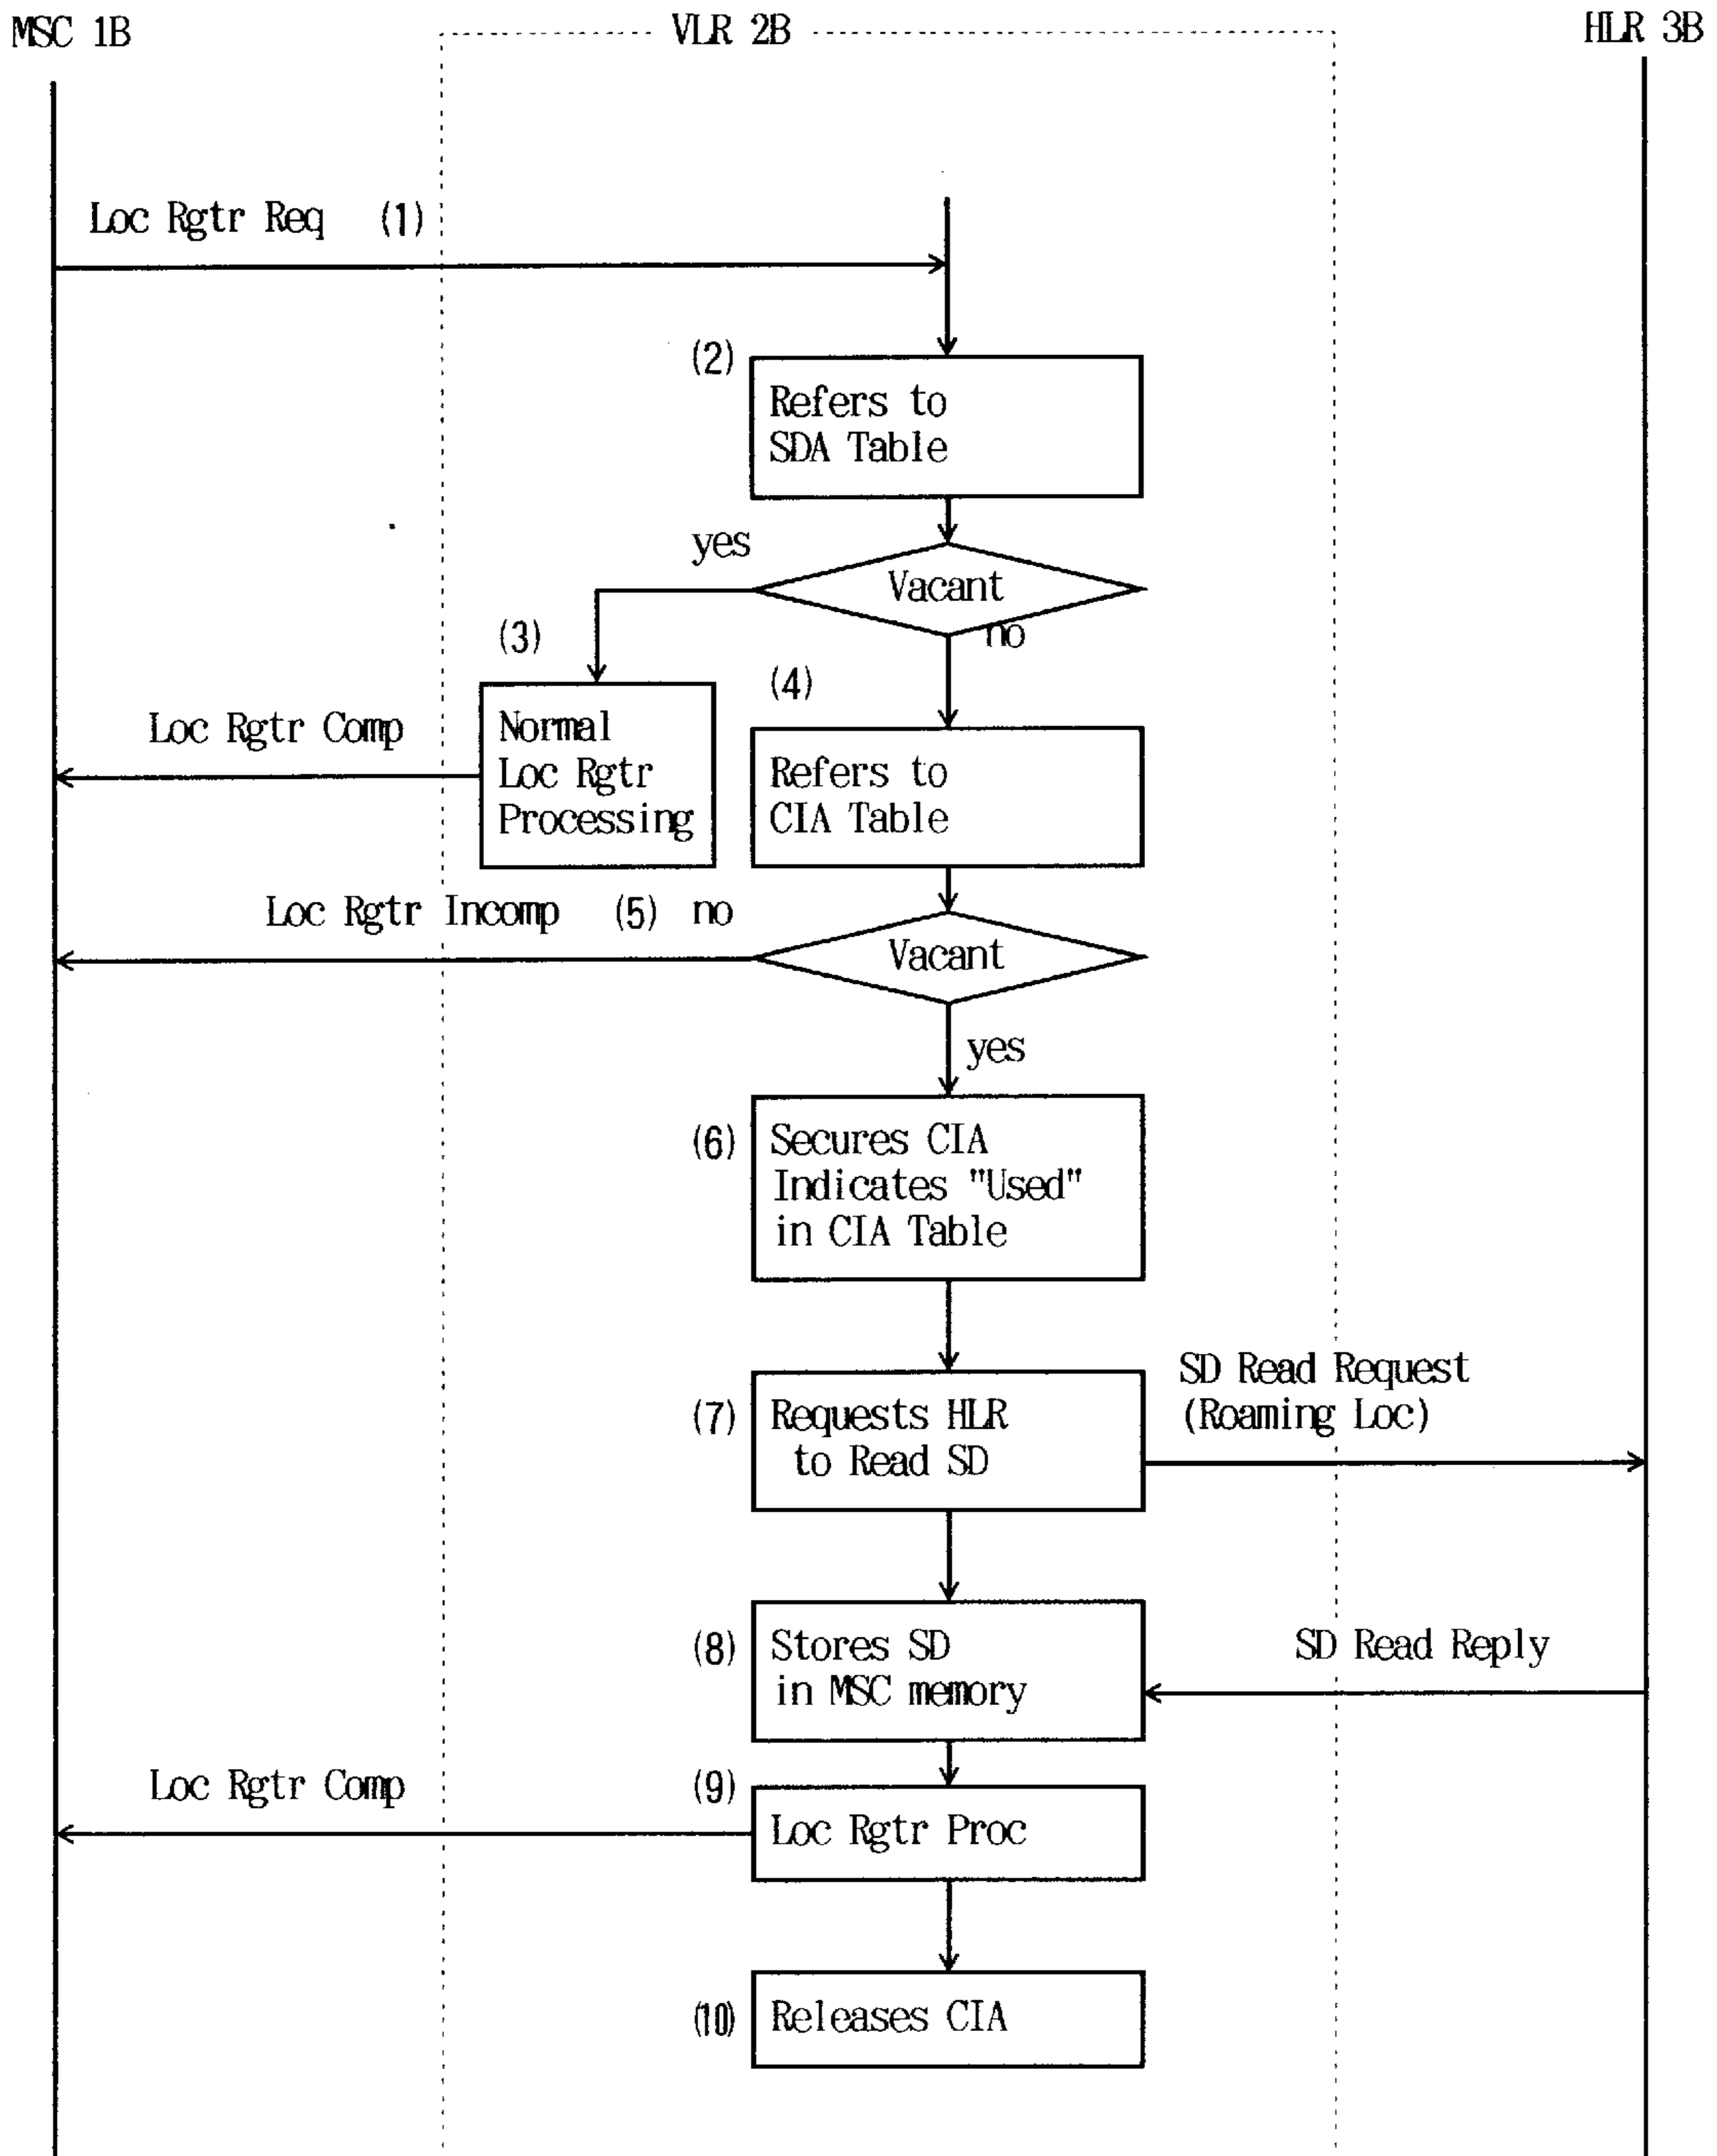 MSC 1B
VLR 2B
HLR 3B
Loc Rgtr Req (1)
(2)
Refers to
SDA Table
yes
Vacant
no
(3)
(4)
Normal
Loc Rgtr
Processing
Loc Rgtr Comp
Refers to
CIA Table
Loc Rgtr Incomp (5) no
Vacant
yes
(6)
Secures CIA
Indicates "Used"
in CIA Table
(7)
Requests HLR
to Read SD
SD Read Request
(Roaming Loc)
(8)
Stores SD
in MSC memory
SD Read Reply
Loc Rgtr Comp
(9)
Loc Rgtr Proc
(10)
Releases CIA